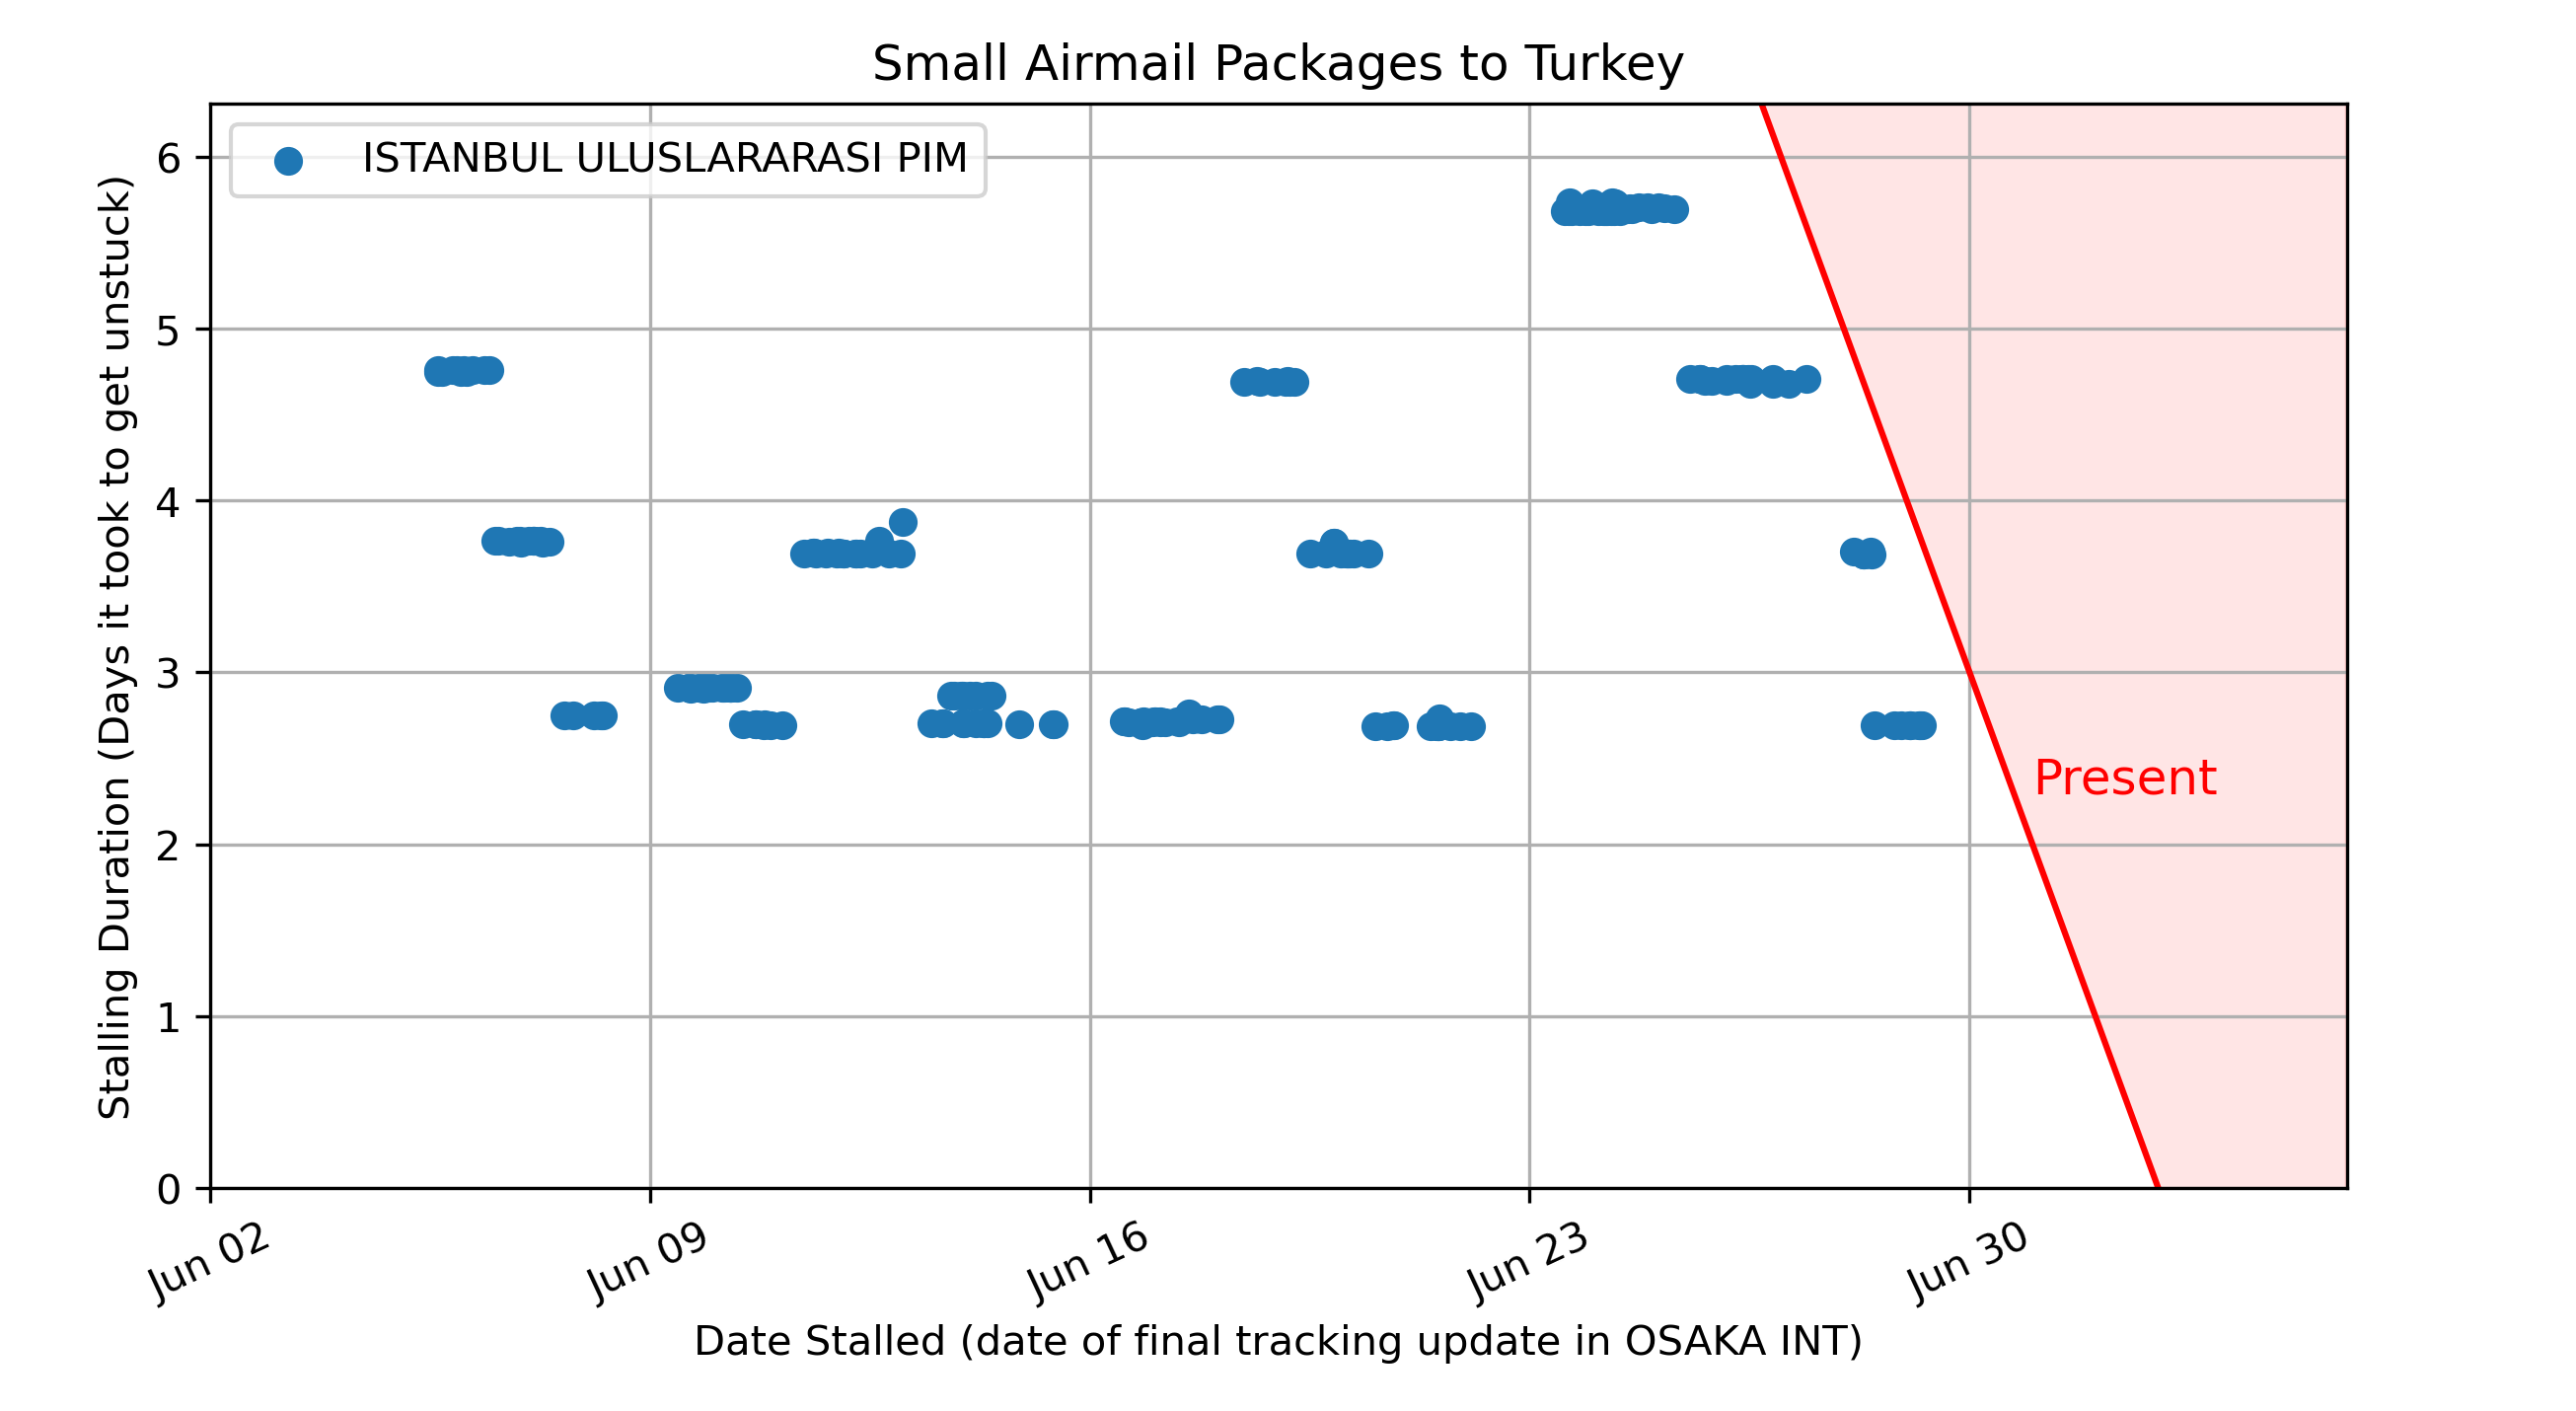 Small Airmail Packages to Turkey
ISTANBUL ULUSLARARASI PIM
Stalling Duration (Days it took to get unstuck)
6
5
4
3
2
1
0
Present
Jun 02
Jun 09
Jun 16
Jun 23
Jun 30
Date Stalled (date of final tracking update in OSAKA INT)